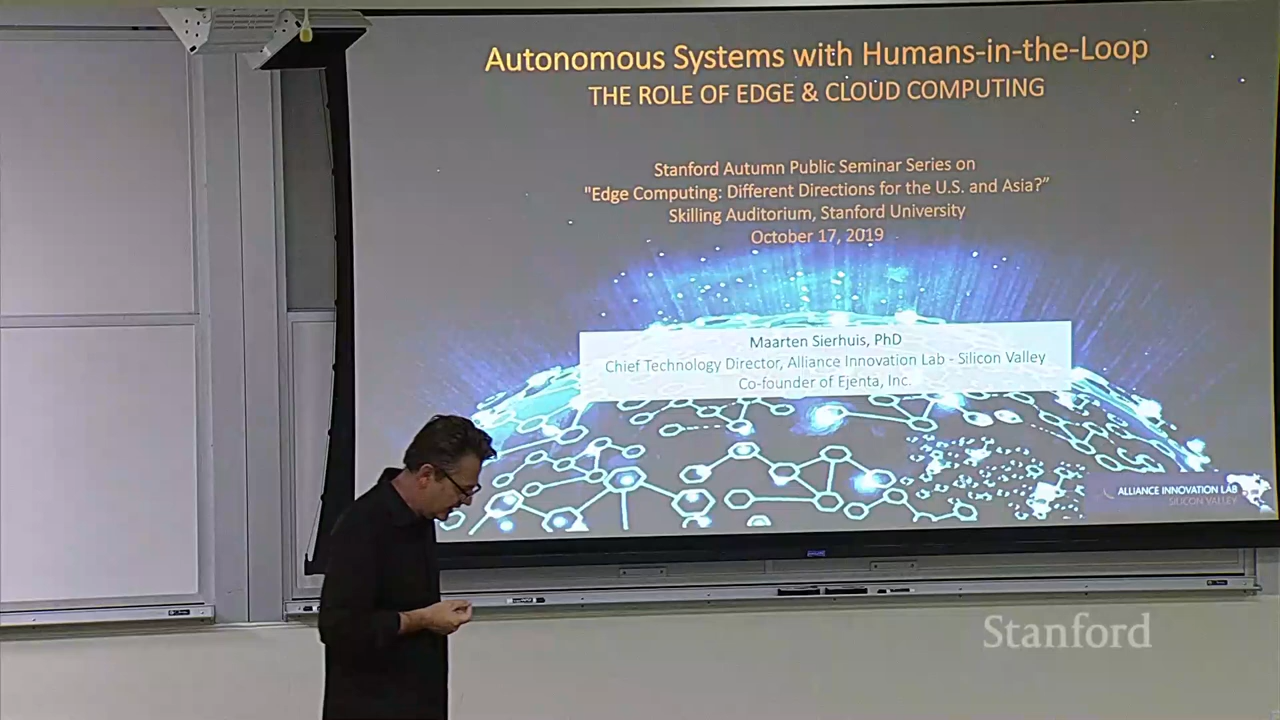 Autonomous Systems with Humans-in-the-Loop
THE ROLE OF EDGE & CLOUD COMPUTING
Stanford Autumn Public Seminar Series on
"Edge Computing: Different Directions for the U.S. and Asia?”
Skilling Auditorium, Stanford University
October 17, 2019
Maarten Sierhuis, PhD
Chief Technology Director, Alliance Innovation Lab - Silicon Valley
Co-founder of Ejenta, Inc.
ALLIANCE INNOVATION LAB
SILICON VALLEY
Stanford